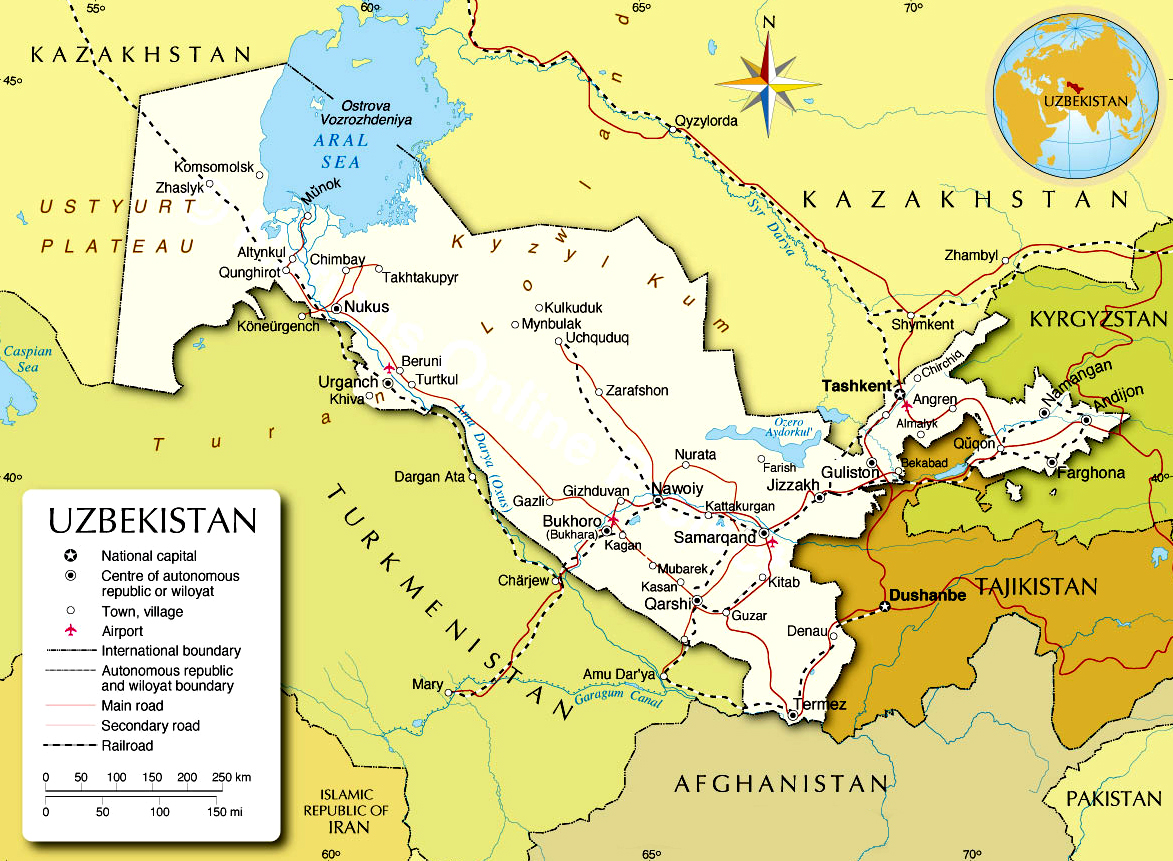 55°
60°
65°
70°
N
KAZAKHSTAN
45°
Ostrova
Vozrozhdeniya
ARAL
SEA
UZBEKISTAN
Qyzylorda
Komsomolsk
Zhaslyk
Mŭnok
USTYURT
PLATEAU
KAZAKHSTAN
Syr Darya
Kyzyl Kum
Lowland
Altynkul
Chimbay
Qunghirot
Takhtakupyr
Zhambyl
Nukus
Kulkuduk
Mynbulak
Köneürgench
Uchquduq
Shymkent
KYRGYZSTAN
Caspian
Sea
Beruni
Urganch
Turtkul
Khiva
Zarafshon
Chirchiq
Tashkent
Angren
Namangan
Andijon
Almalyk
Turan
Amu Darya (Oxus)
Ozero
Aydorkul'
Qŭqon
Nurata
Farish
Guliston
Bekabad
Farghona
40°
40°
Dargan Ata
Jizzakh
Gazli
Gizhduvan
Nawoiy
Kattakurgan
Bukhoro
(Bukhara)
Kagan
Samarqand
TURKMENISTAN
Chärjew
Mubarek
Kasan
Kitab
Qarshi
Guzar
Dushanbe
TAJIKISTAN
Denau
Mary
Amu Dar'ya
Garagum Canal
Termez
AFGHANISTAN
PAKISTAN
ISLAMIC
REPUBLIC OF
IRAN
60°
65°
70°
UZBEKISTAN
National capital
Centre of autonomous
republic or wiloyat
Town, village
Airport
International boundary
Autonomous republic
and wiloyat boundary
Main road
Secondary road
Railroad
0 50 100 150 200 250 km
0 50 100 150 mi